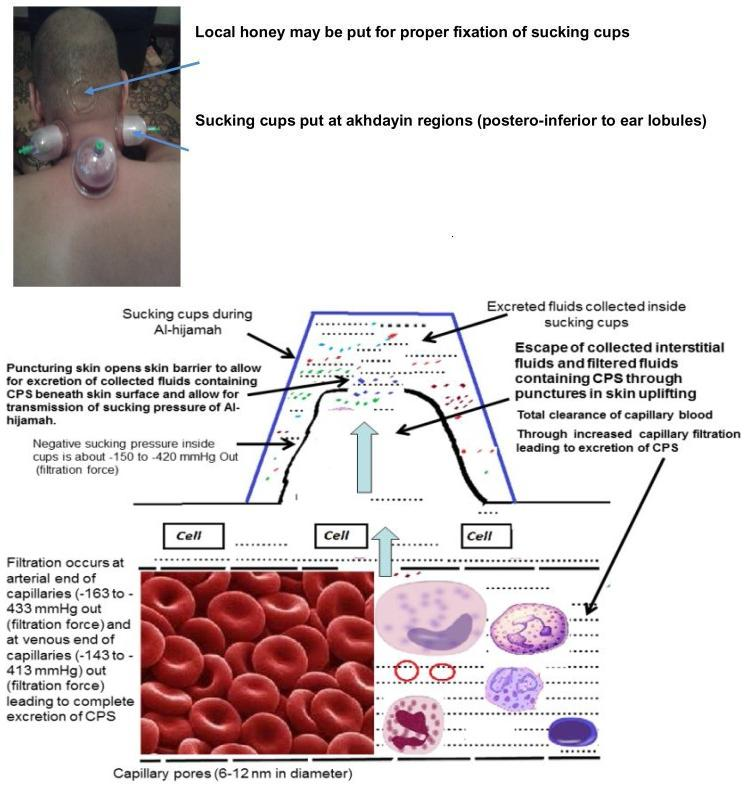 Local honey may be put for proper fixation of sucking cups
Sucking cups put at akhdayin regions (postero-inferior to ear lobules)
Sucking cups during
Al-hijamah
Excreted fluids collected inside
sucking cups
Puncturing skin opens skin barrier to allow
for excretion of collected fluids containing
CPS beneath skin surface and allow for
transmission of sucking pressure of Al-
hijamah.
Escape of collected interstitial
fluids and filtered fluids
containing CPS through
punctures in skin uplifting
Total clearance of capillary blood
Through increased capillary filtration
leading to excretion of CPS
Negative sucking pressure inside
cups is about -150 to -420 mmHg Out
(filtration force)
Cell
Cell
Cell
Filtration occurs at
arterial end of
capillaries (-163 to -
433 mmHg out
(filtration force) and
at venous end of
capillaries (-143 to -
413 mmHg) out
(filtration force)
leading to complete
excretion of CPS
Capillary pores (6-12 nm in diameter)